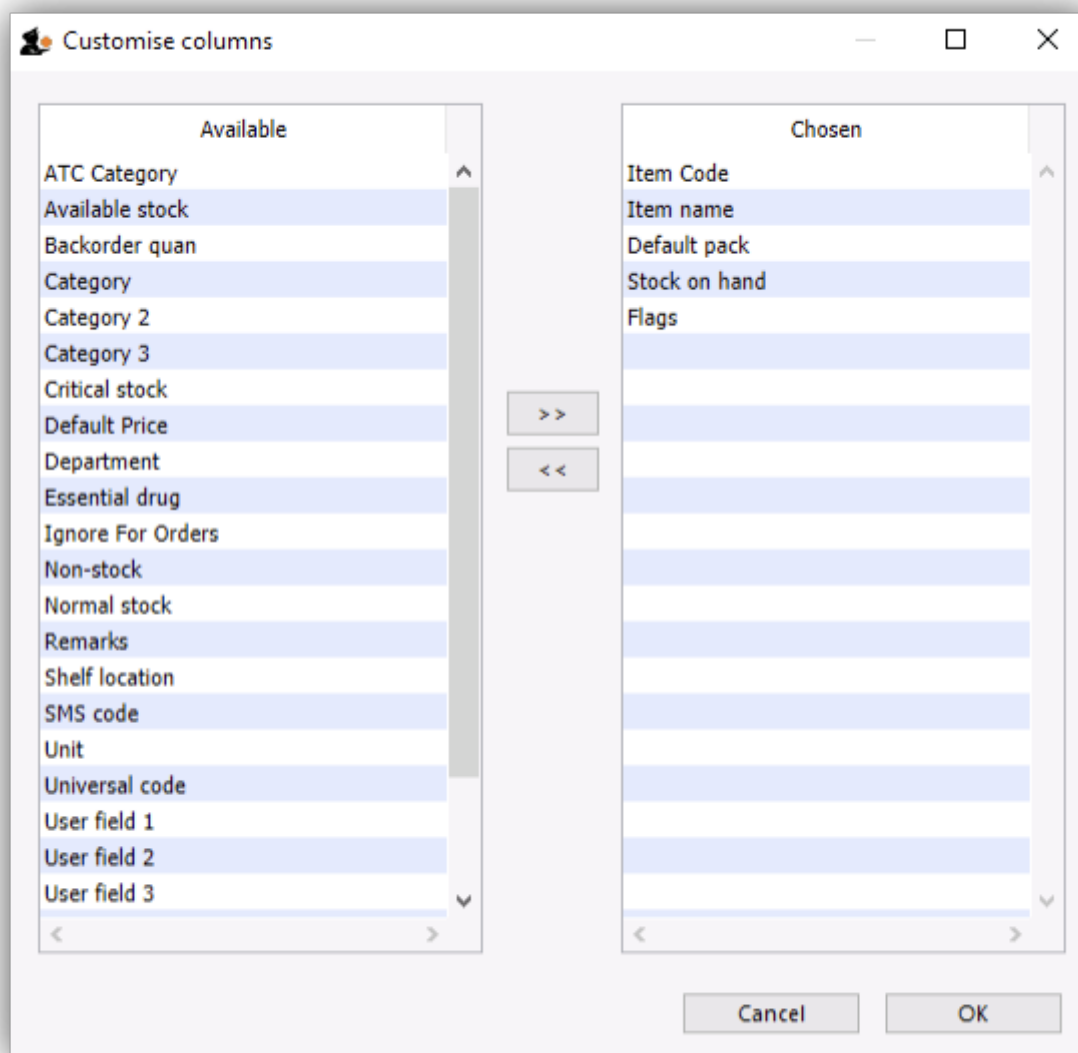 Customise columns
Available
ATC Category
Available stock
Backorder quan
Category
Category 2
Category 3
Critical stock
Default Price
Department
Essential drug
Ignore For Orders
Non-stock
Normal stock
Remarks
Shelf location
SMS code
Unit
Universal code
User field 1
User field 2
User field 3
>>
<<
Chosen
Item Code
Item name
Default pack
Stock on hand
Flags
Cancel
OK